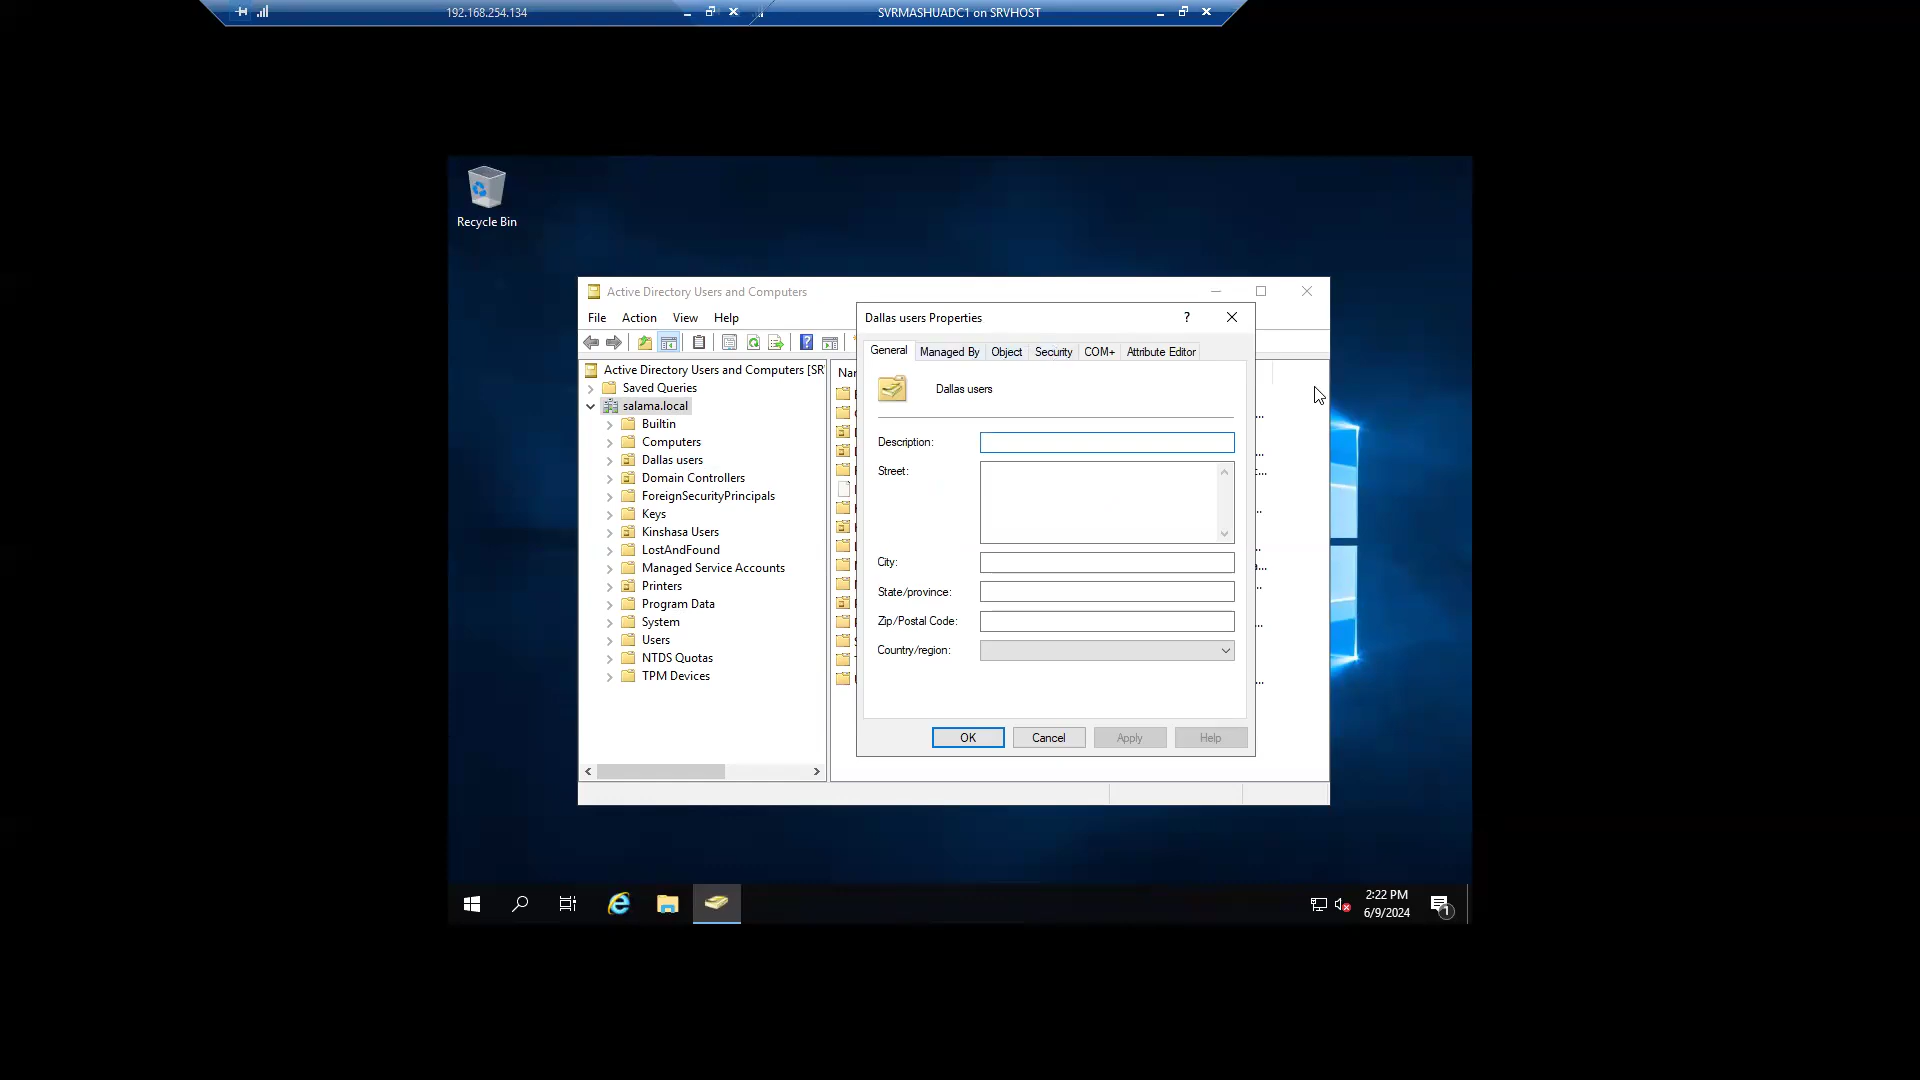 192.168.254.134
SVRMASHUADC1 on SRVHOST
Recycle Bin
Active Directory Users and Computers
File Action View Help
Dallas users Properties
General Managed By Object Security COM+ Attribute Editor
Active Directory Users and Computers [SR
Saved Queries
salama.local
Builtin
Computers
Dallas users
Domain Controllers
ForeignSecurityPrincipals
Keys
Kinshasa Users
LostAndFound
Managed Service Accounts
Printers
Program Data
System
Users
NTDS Quotas
TPM Devices
Dallas users
Description:
Street:
City:
State/province:
Zip/Postal Code:
Country/region:
OK Cancel Apply Help
2:22 PM
6/9/2024
1